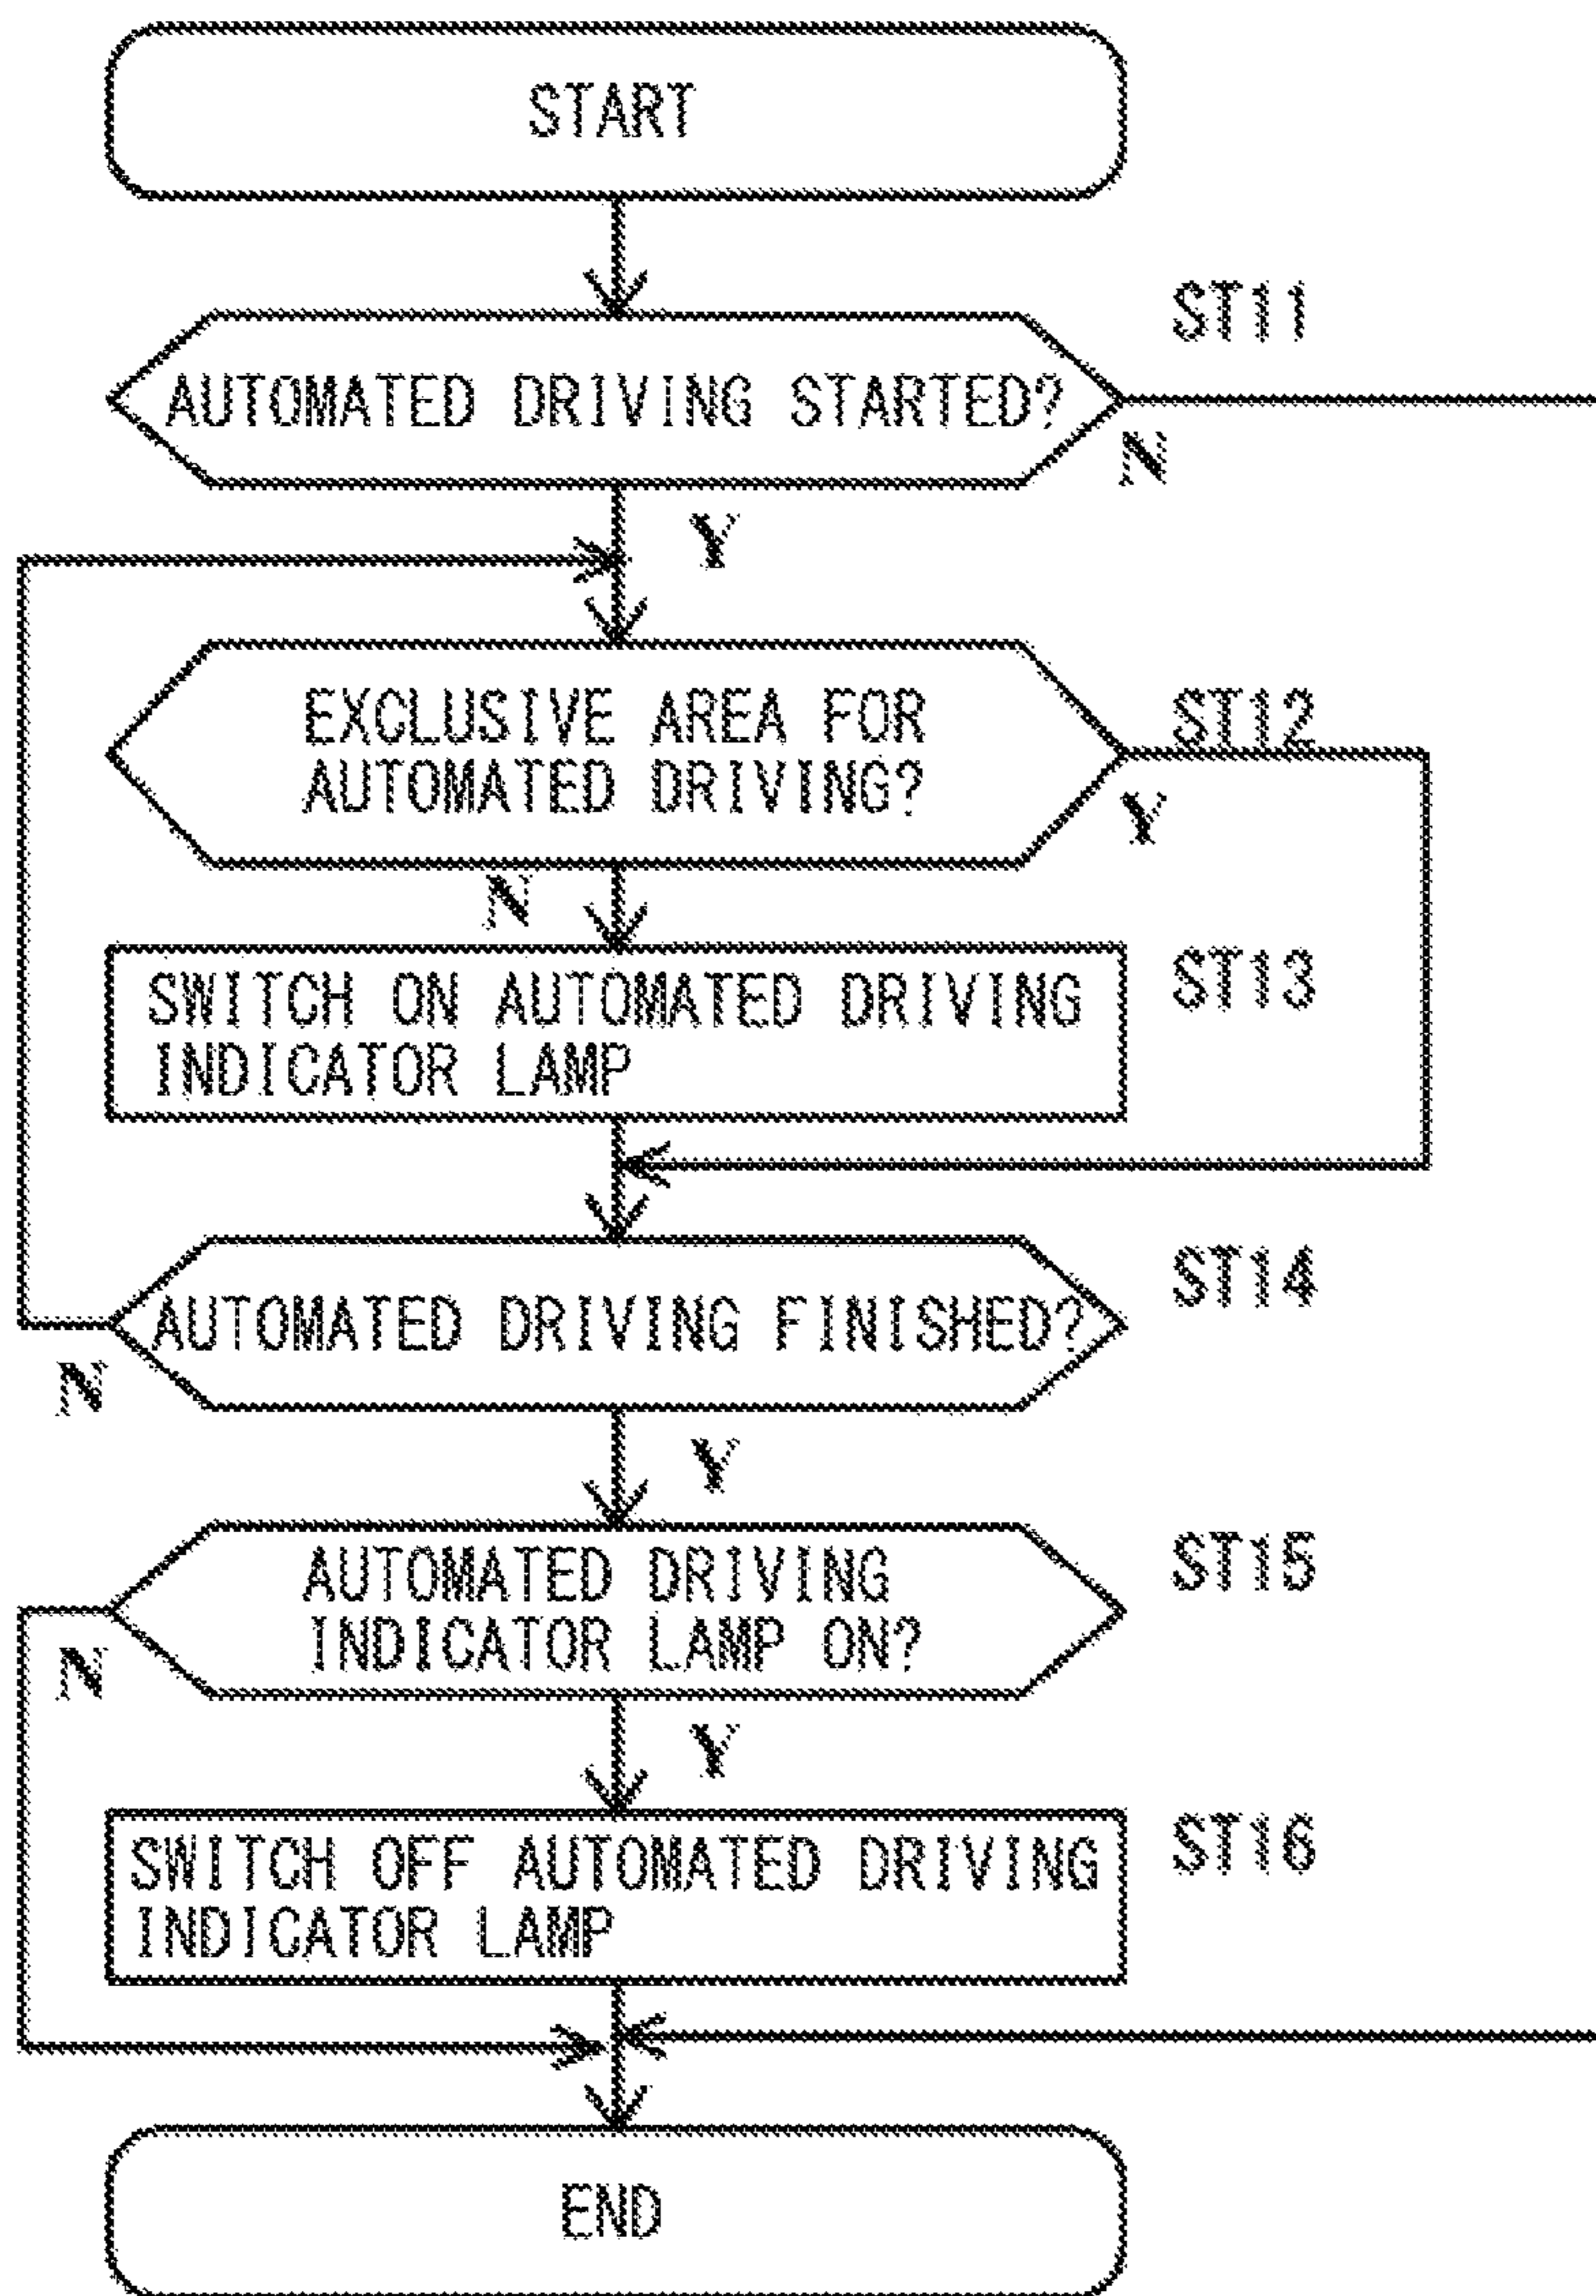 START
ST11
AUTOMATED DRIVING STARTED?
N
Y
EXCLUSIVE AREA FOR
ST12
AUTOMATED DRIVING?
Y
N
SWITCH ON AUTOMATED DRIVING
ST13
INDICATOR LAMP
ST14
AUTOMATED DRIVING FINISHED?
N
Y
AUTOMATED DRIVING
ST15
INDICATOR LAMP ON?
N
Y
SWITCH OFF AUTOMATED DRIVING
ST16
INDICATOR LAMP
END